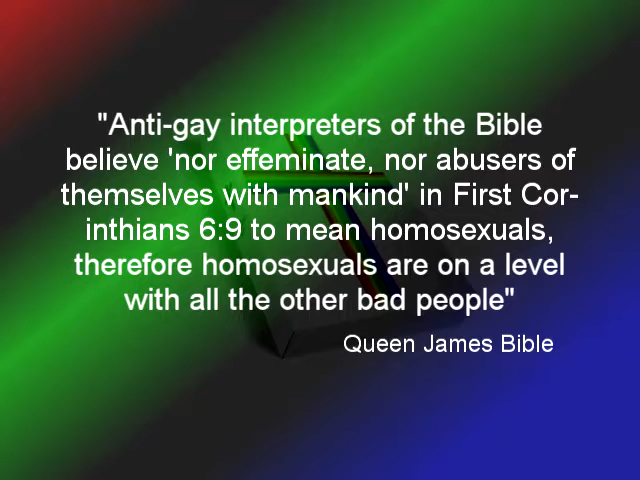 "Anti-gay interpreters of the Bible
believe 'nor effeminate, nor abusers of
themselves with mankind' in First Cor-
inthians 6:9 to mean homosexuals,
therefore homosexuals are on a level
with all the other bad people"
Queen James Bible